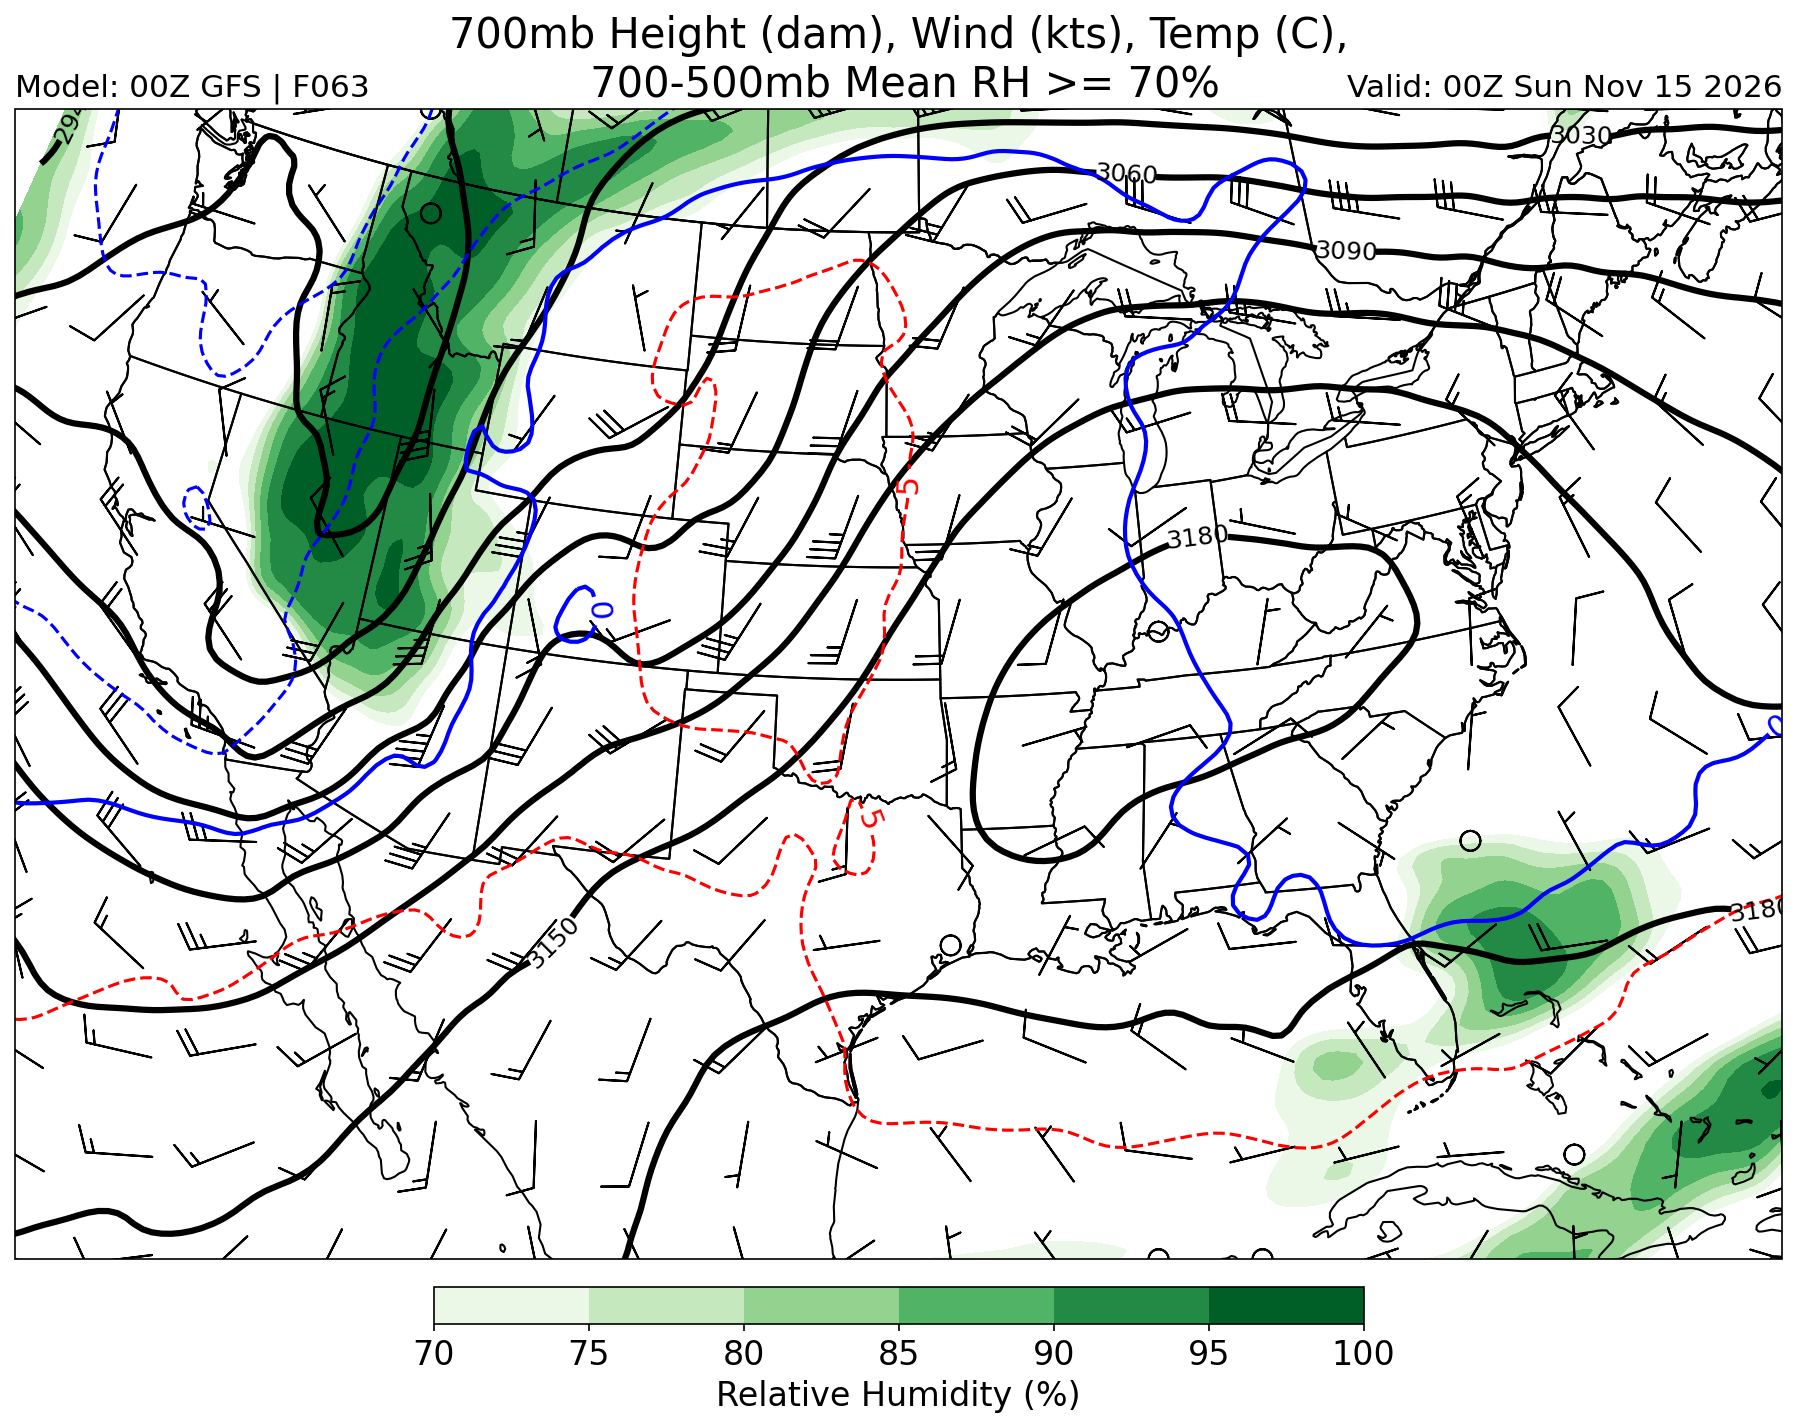 700mb Height (dam), Wind (kts), Temp (C),
700-500mb Mean RH >= 70%
Model: 00Z GFS | F063
Valid: 00Z Sun Nov 15 2026
3030
3060
3090
5
3180
0
0
5
3180
3150
70 75 80 85 90 95 100
Relative Humidity (%)